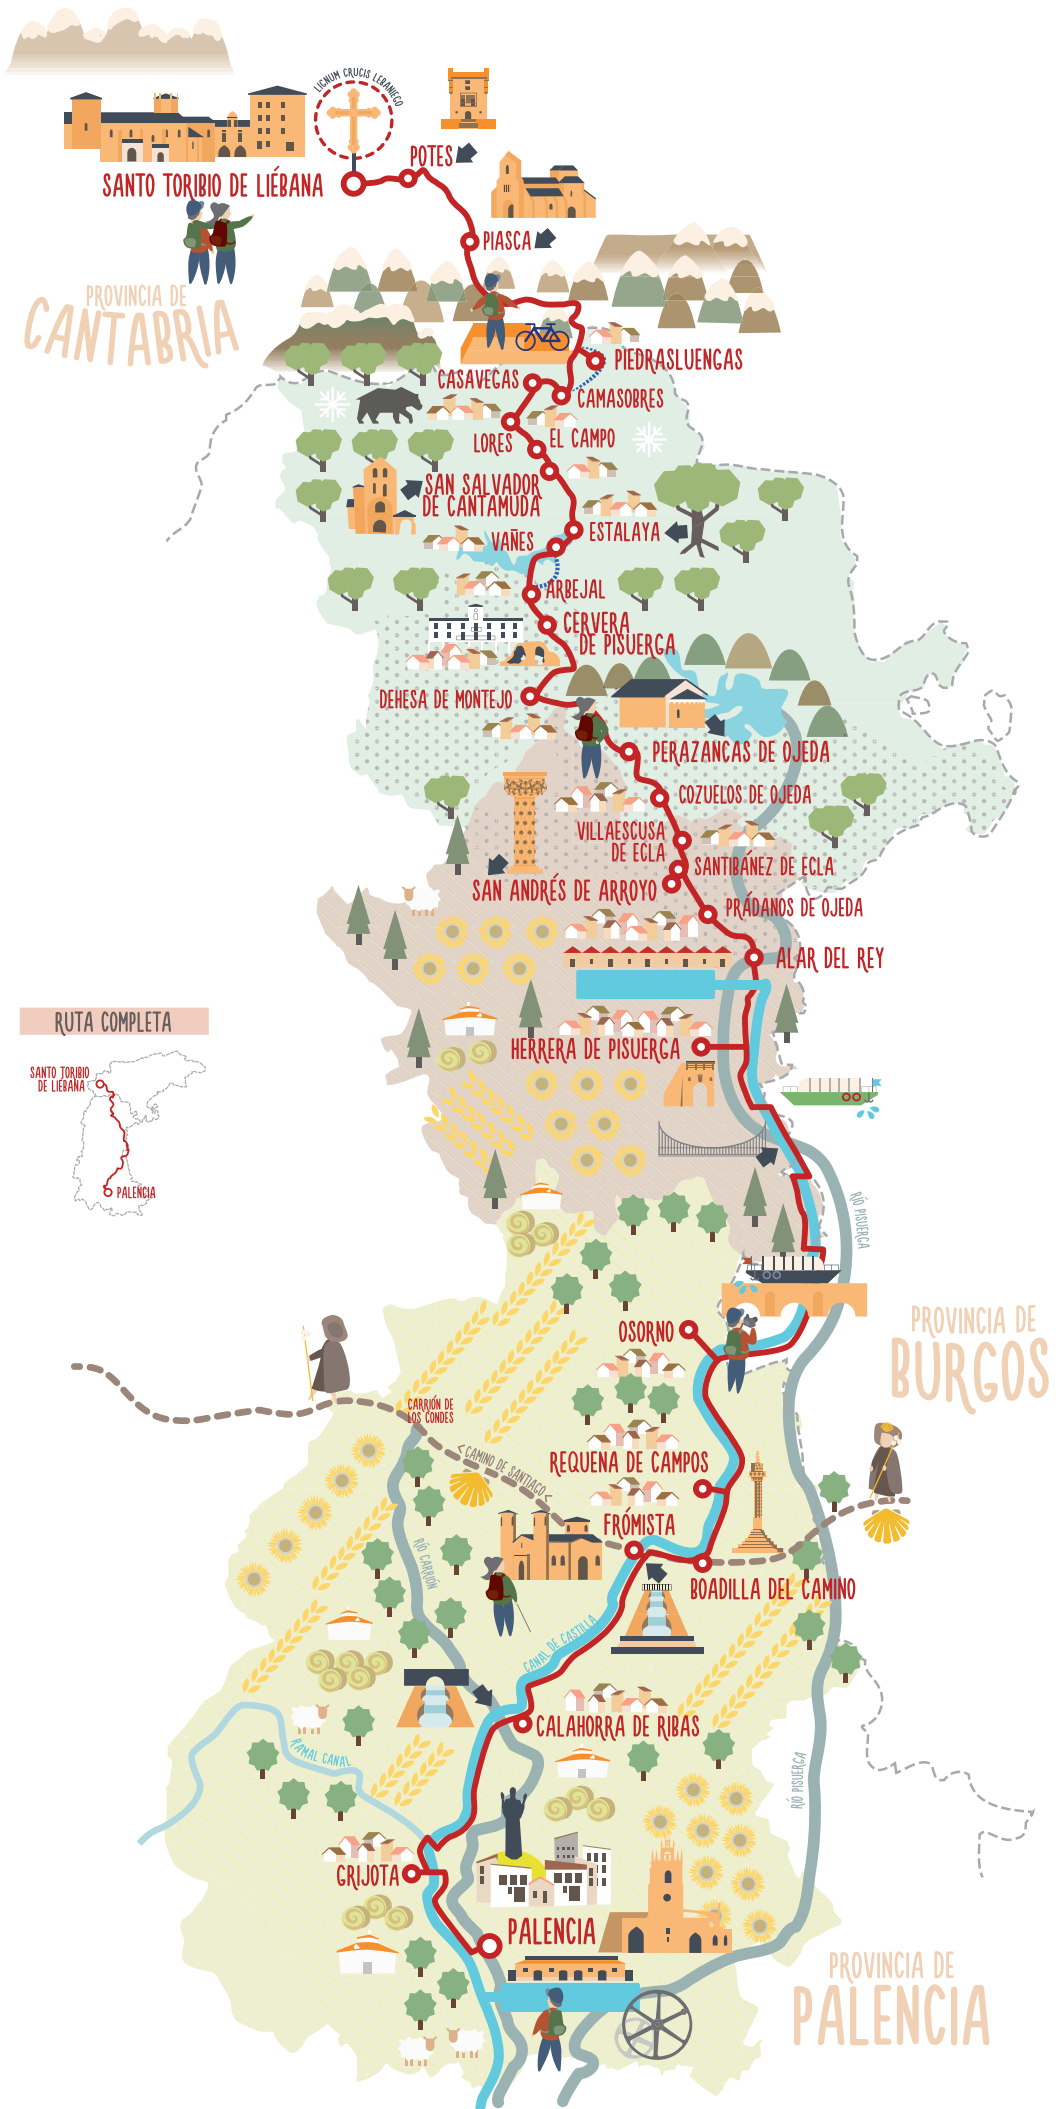 LIGNUM CRUCIS LEBANIEGO
POTES
SANTO TORIBIO DE LIÉBANA
PIASCA
PROVINCIA DE
CANTABRIA
PIEDRASLUENGAS
CASAVEGAS
CAMASOBRES
LORES
EL CAMPO
SAN SALVADOR
DE CANTAMUDA
ESTALAYA
VAÑES
ARBEJAL
CERVERA
DE PISUERGA
DEHESA DE MONTEJO
PERAZANCAS DE OJEDA
COZUELOS DE OJEDA
VILLAESCUSA
DE ECLA
SANTIBÁÑEZ DE ECLA
SAN ANDRÉS DE ARROYO
PRÁDANOS DE OJEDA
ALAR DEL REY
RUTA COMPLETA
HERRERA DE PISUERGA
SANTO TORIBIO
DE LIÉBANA
PALENCIA
RÍO PISUERGA
PROVINCIA DE
BURGOS
OSORNO
CARRIÓN DE
LOS CONDES
<CAMINO DE SANTIAGO<
REQUENA DE CAMPOS
FRÓMISTA
RÍO CARRIÓN
BOADILLA DEL CAMINO
CANAL DE CASTILLA
CALAHORRA DE RIBAS
RAMAL CANAL
RÍO PISUERGA
GRIJOTA
PALENCIA
PROVINCIA DE
PALENCIA